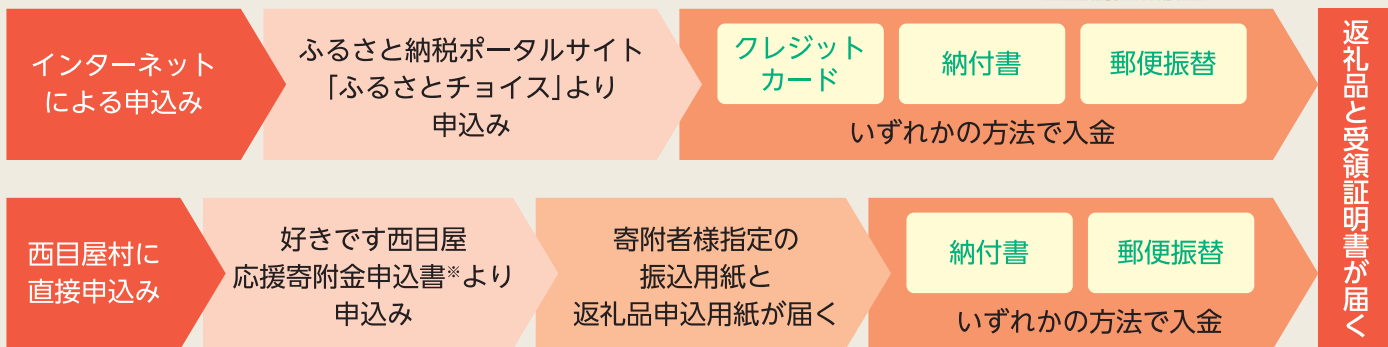 インターネット
による申込み
ふるさと納税ポータルサイト
「ふるさとチョイス」より
申込み
クレジット
カード
納付書
郵便振替
いずれかの方法で入金
西目屋村に
直接申込み
好きです西目屋
応援寄附金申込書※より
申込み
寄附者様指定の
振込用紙と
返礼品申込用紙が届く
納付書
郵便振替
いずれかの方法で入金
返礼品と受領証明書が届く